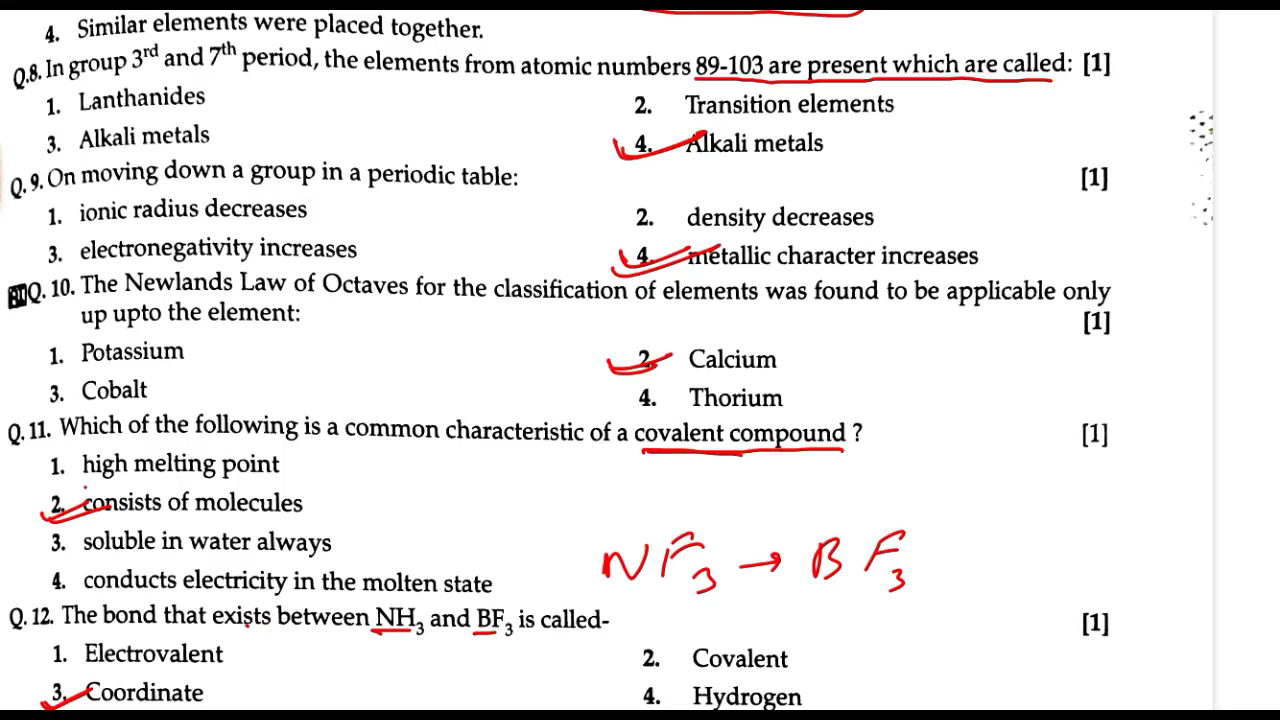 4. Similar elements were placed together.
Q.8. In group 3rd and 7th period, the elements from atomic numbers 89-103 are present which are called: [1]
1. Lanthanides 2. Transition elements
3. Alkali metals 4. Alkali metals
Q.9. On moving down a group in a periodic table: [1]
1. ionic radius decreases 2. density decreases
3. electronegativity increases 4. metallic character increases
Q. 10. The Newlands Law of Octaves for the classification of elements was found to be applicable only
up upto the element: [1]
1. Potassium 2. Calcium
3. Cobalt 4. Thorium
Q.11. Which of the following is a common characteristic of a covalent compound ? [1]
1. high melting point
2. consists of molecules
3. soluble in water always
4. conducts electricity in the molten state
NF3 → BF3
Q. 12. The bond that exists between NH3 and BF3 is called- [1]
1. Electrovalent 2. Covalent
3. Coordinate 4. Hydrogen